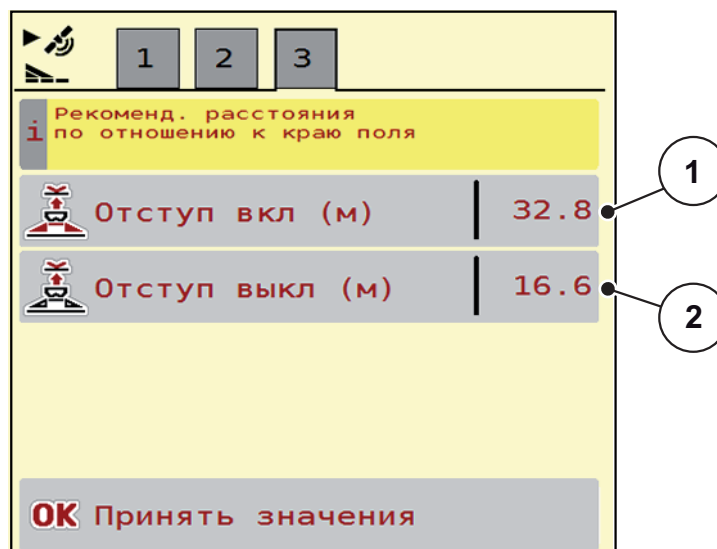 1 2 3
i Рекоменд. расстояния
по отношению к краю поля
Отступ вкл (м) 32.8
1
Отступ выкл (м) 16.6
2
OK Принять значения